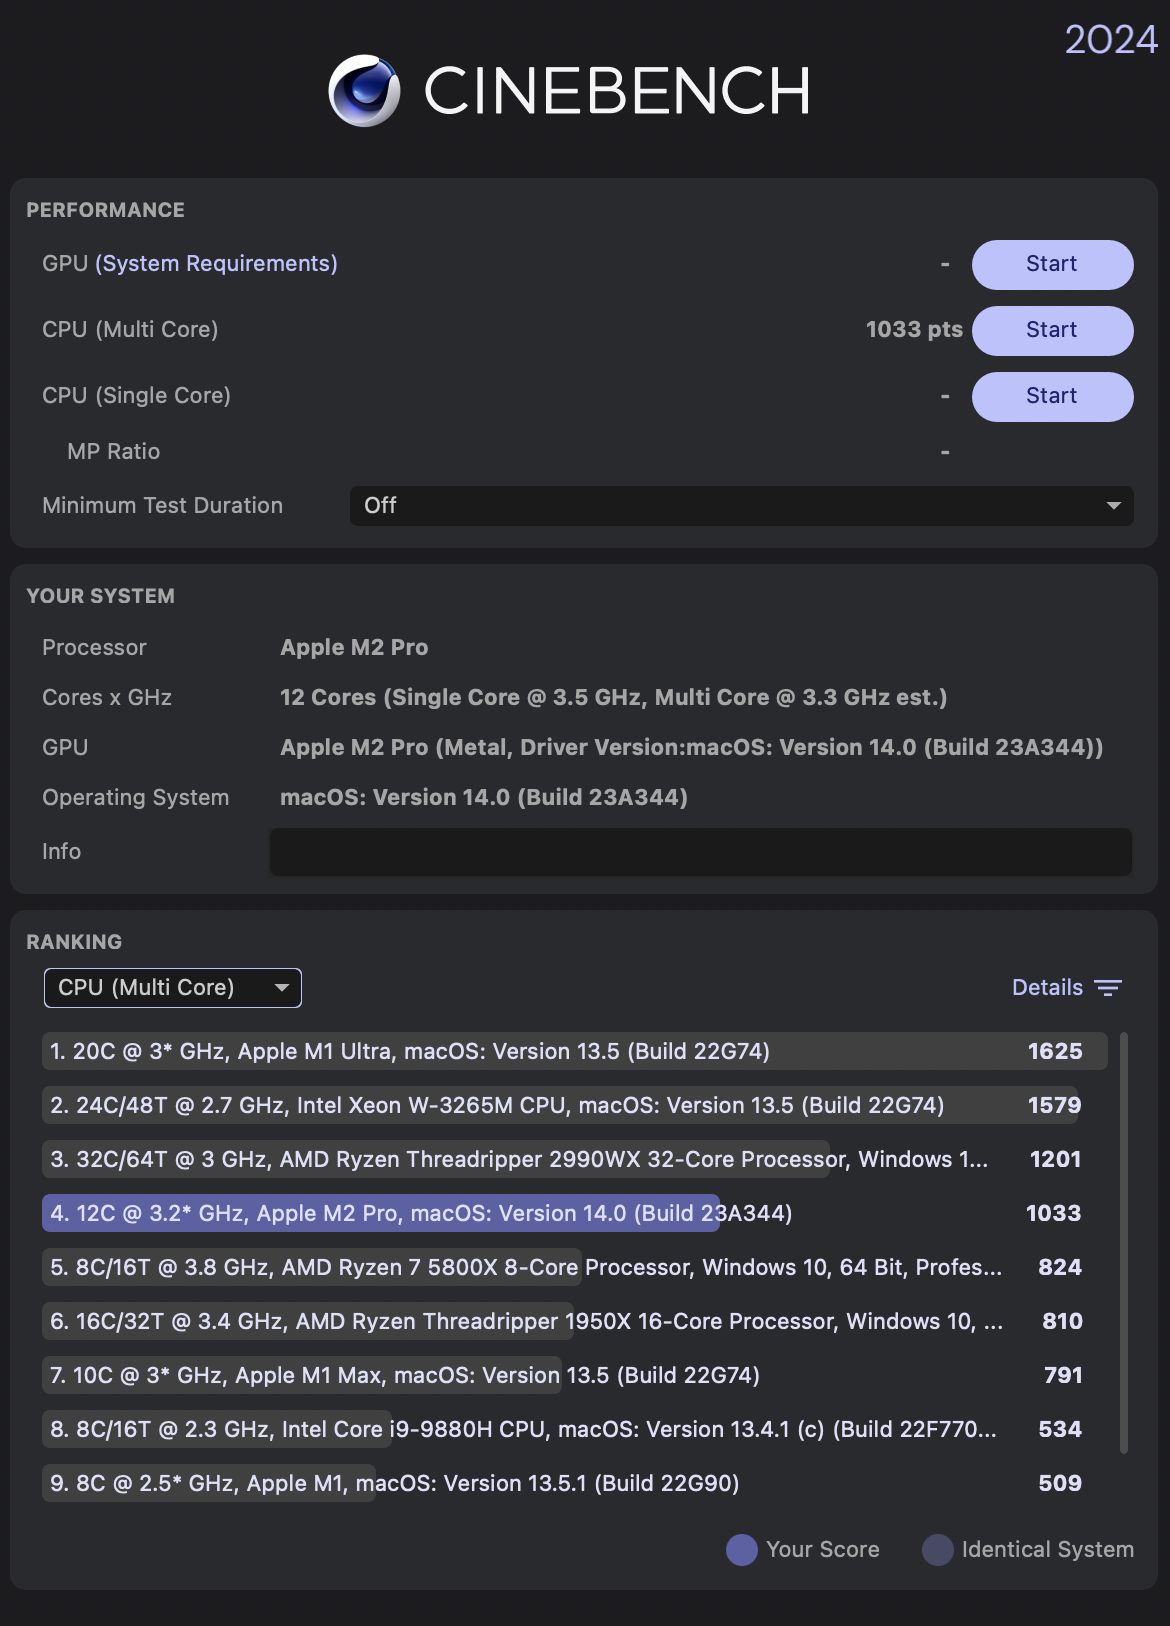 2024
CINEBENCH
PERFORMANCE
GPU (System Requirements) - Start
CPU (Multi Core) 1033 pts Start
CPU (Single Core) - Start
MP Ratio -
Minimum Test Duration Off
YOUR SYSTEM
Processor Apple M2 Pro
Cores x GHz 12 Cores (Single Core @ 3.5 GHz, Multi Core @ 3.3 GHz est.)
GPU Apple M2 Pro (Metal, Driver Version:macOS: Version 14.0 (Build 23A344))
Operating System macOS: Version 14.0 (Build 23A344)
Info
RANKING
CPU (Multi Core) Details
1. 20C @ 3* GHz, Apple M1 Ultra, macOS: Version 13.5 (Build 22G74) 1625
2. 24C/48T @ 2.7 GHz, Intel Xeon W-3265M CPU, macOS: Version 13.5 (Build 22G74) 1579
3. 32C/64T @ 3 GHz, AMD Ryzen Threadripper 2990WX 32-Core Processor, Windows 1... 1201
4. 12C @ 3.2* GHz, Apple M2 Pro, macOS: Version 14.0 (Build 23A344) 1033
5. 8C/16T @ 3.8 GHz, AMD Ryzen 7 5800X 8-Core Processor, Windows 10, 64 Bit, Profes... 824
6. 16C/32T @ 3.4 GHz, AMD Ryzen Threadripper 1950X 16-Core Processor, Windows 10, ... 810
7. 10C @ 3* GHz, Apple M1 Max, macOS: Version 13.5 (Build 22G74) 791
8. 8C/16T @ 2.3 GHz, Intel Core i9-9880H CPU, macOS: Version 13.4.1 (c) (Build 22F770... 534
9. 8C @ 2.5* GHz, Apple M1, macOS: Version 13.5.1 (Build 22G90) 509
Your Score Identical System